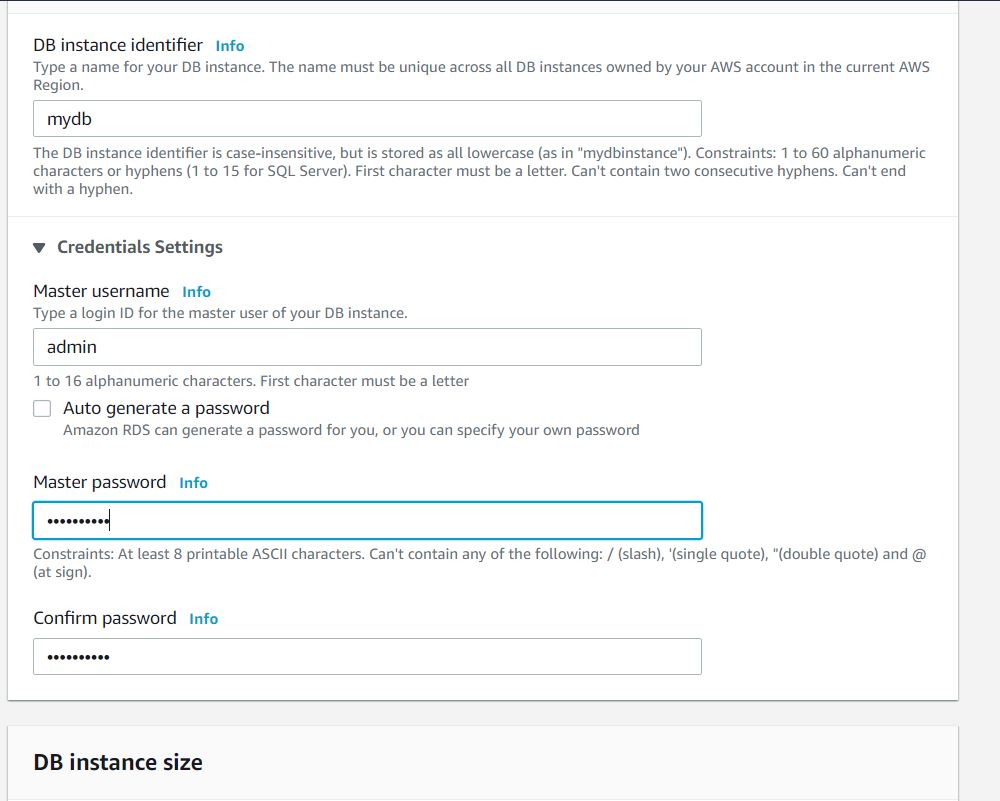 DB instance identifier Info
Type a name for your DB instance. The name must be unique across all DB instances owned by your AWS account in the current AWS
Region.
mydb
The DB instance identifier is case-insensitive, but is stored as all lowercase (as in "mydbinstance"). Constraints: 1 to 60 alphanumeric
characters or hyphens (1 to 15 for SQL Server). First character must be a letter. Can't contain two consecutive hyphens. Can't end
with a hyphen.
Credentials Settings
Master username Info
Type a login ID for the master user of your DB instance.
admin
1 to 16 alphanumeric characters. First character must be a letter
Auto generate a password
Amazon RDS can generate a password for you, or you can specify your own password
Master password Info
••••••••••
Constraints: At least 8 printable ASCII characters. Can't contain any of the following: / (slash), '(single quote), "(double quote) and @
(at sign).
Confirm password Info
••••••••••
DB instance size